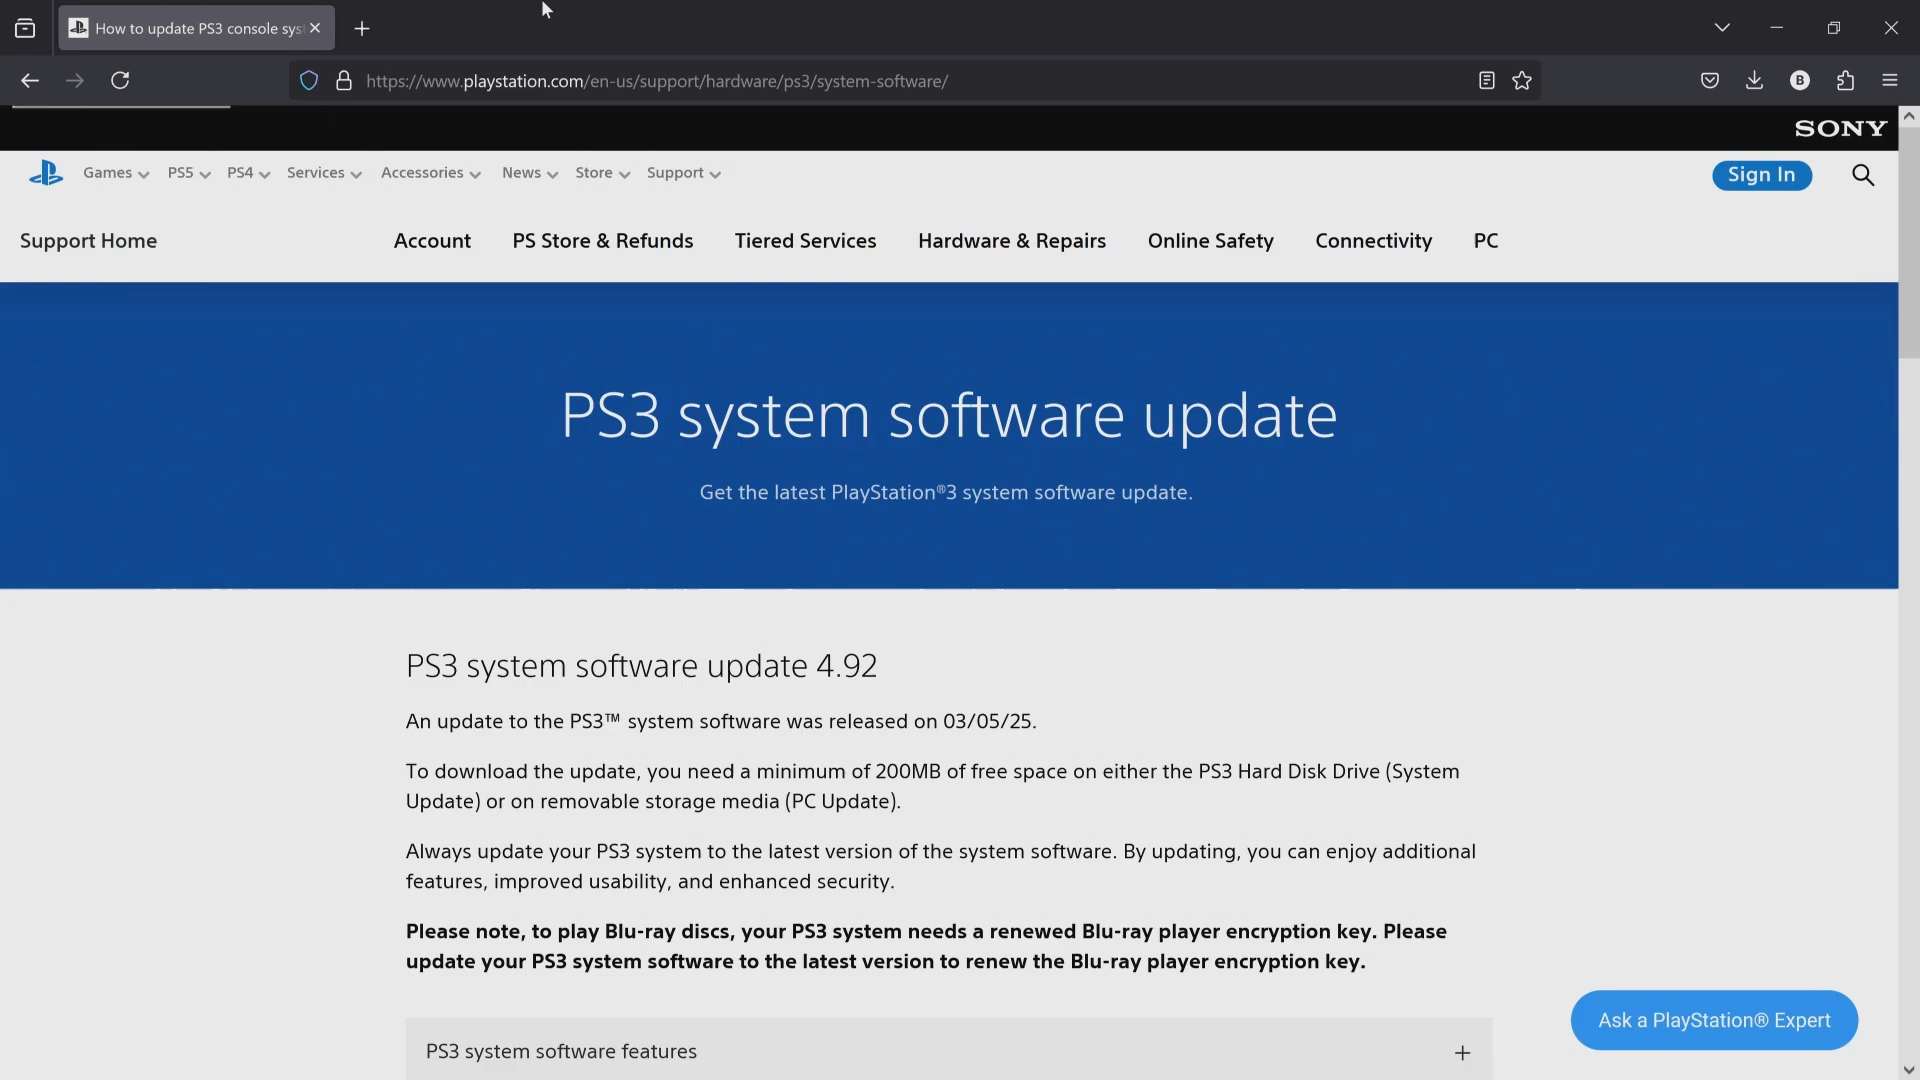 How to update PS3 console sys
https://www.playstation.com/en-us/support/hardware/ps3/system-software/
B
SONY
Games PS5 PS4 Services Accessories News Store Support
Sign In
Support Home Account PS Store & Refunds Tiered Services Hardware & Repairs Online Safety Connectivity PC
PS3 system software update
Get the latest PlayStation®3 system software update.
PS3 system software update 4.92
An update to the PS3™ system software was released on 03/05/25.
To download the update, you need a minimum of 200MB of free space on either the PS3 Hard Disk Drive (System
Update) or on removable storage media (PC Update).
Always update your PS3 system to the latest version of the system software. By updating, you can enjoy additional
features, improved usability, and enhanced security.
Please note, to play Blu-ray discs, your PS3 system needs a renewed Blu-ray player encryption key. Please
update your PS3 system software to the latest version to renew the Blu-ray player encryption key.
Ask a PlayStation® Expert
PS3 system software features